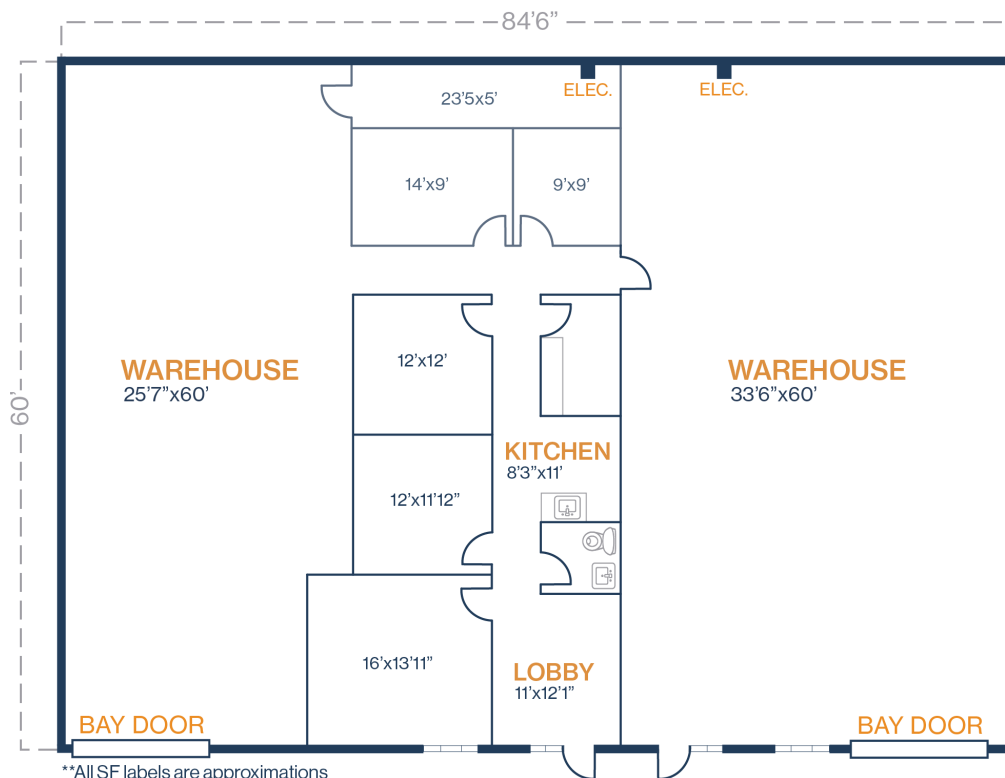 84'6"
ELEC.
ELEC.
23'5x5'
14'x9'
9'x9'
60'
WAREHOUSE
25'7"x60'
12'x12'
WAREHOUSE
33'6"x60'
KITCHEN
8'3"x11'
12'x11'12"
16'x13'11"
LOBBY
11'x12'1"
BAY DOOR
BAY DOOR
**All SF labels are approximations